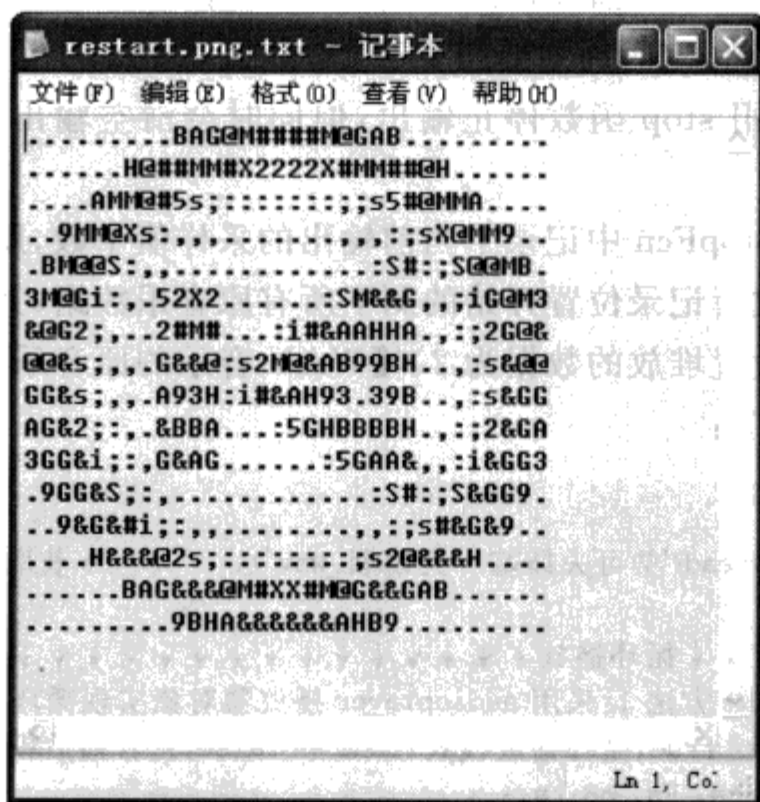 restart.png.txt - 记事本
文件(F) 编辑(E) 格式(O) 查看(V) 帮助(H)
.........BAG@M####M@GAB.........
......H@##MM#X2222X#MM##@H......
....AMM@#5s;:::::::;;s5#@MMA....
..9MM@Xs:,,,.......,,:;sX@MM9..
.BM@@S:,,............:S#:;S@@MB.
3M@Gi:,.52X2......:SM&&G,,;iG@M3
&@G2;,..2#M#...:i#&AAHHA.,:;2G@&
@@&s;,,.G&&@:s2M@&AB99BH..,:s&@@
GG&s;,,.A93H:i#&AH93.39B..,:s&GG
AG&2;:,.&BBA...:5GHBBBBH.,:;2&GA
3GG&i;:,G&AG......:5GAA&,,:i&GG3
.9GG&S;:,............:S#:;S&GG9.
..9&G&#i;:,,........,,:;s#&G&9..
....H&&&@2s;:::::::::;s2@&&&H....
......BAG&&&@M#XX#M@G&&GAB......
.........9BHA&&&&&&AHB9.........
Ln 1, Co